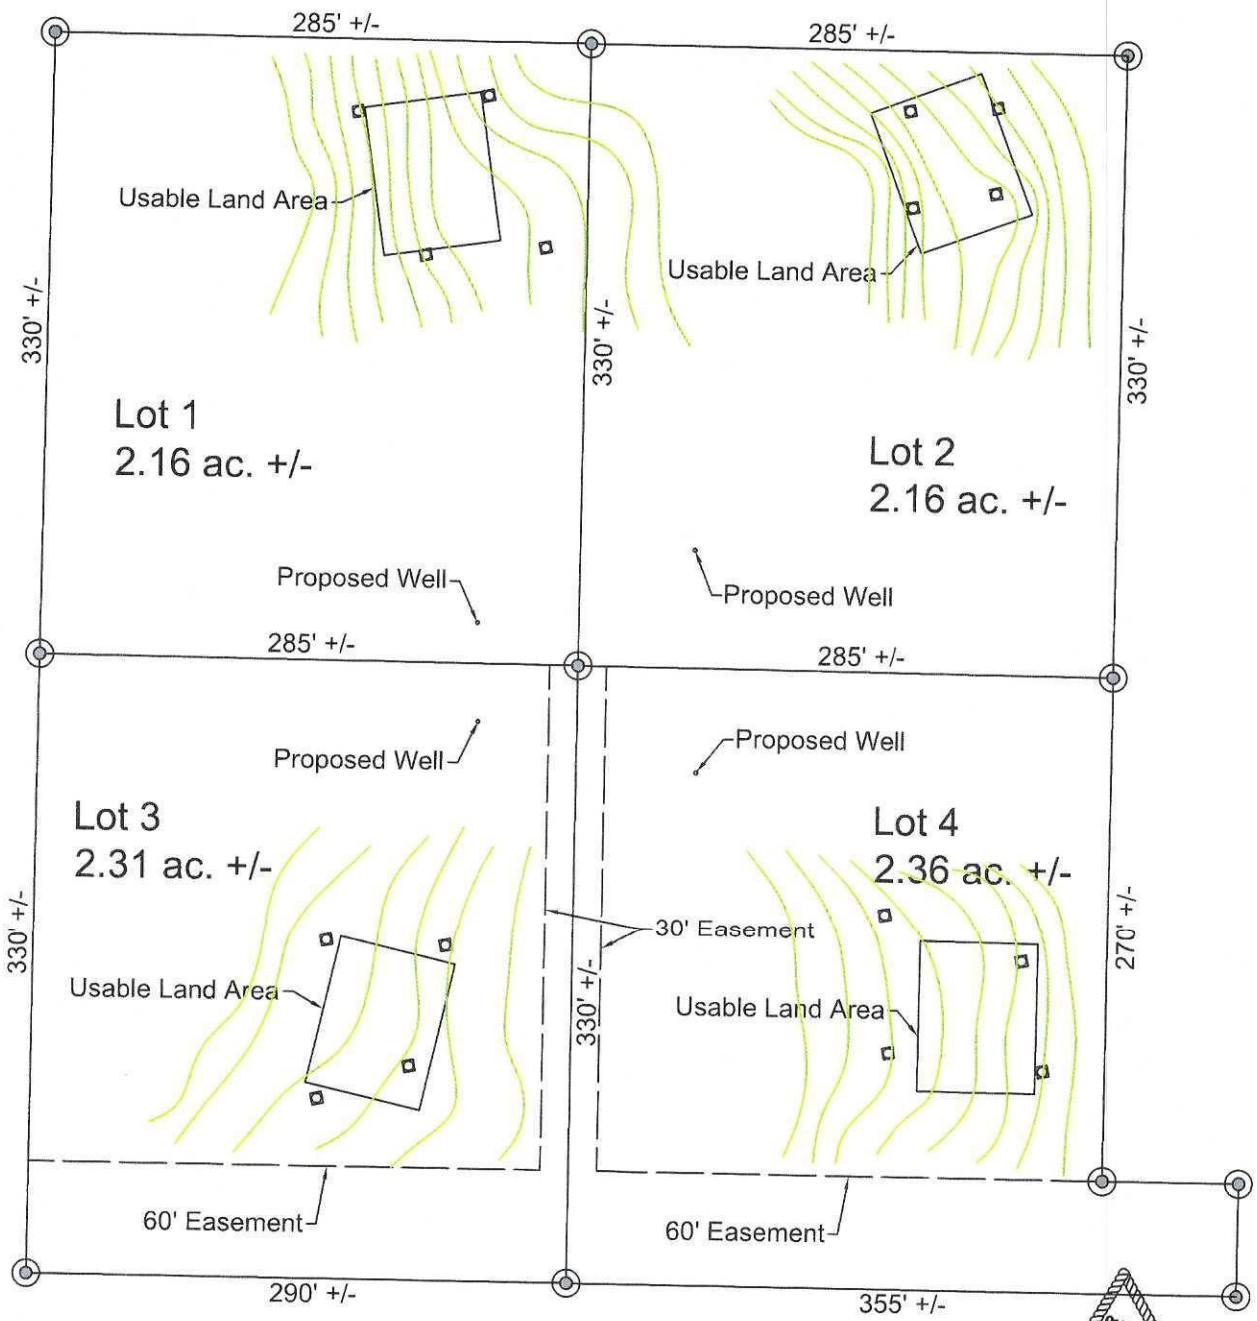 285' +/-
285' +/-
Usable Land Area
Usable Land Area
330' +/-
330' +/-
330' +/-
Lot 1
2.16 ac. +/-
Lot 2
2.16 ac. +/-
Proposed Well
Proposed Well
285' +/-
285' +/-
Proposed Well
Proposed Well
Lot 3
2.31 ac. +/-
Lot 4
2.36 ac. +/-
330' +/-
30' Easement
270' +/-
Usable Land Area
330' +/-
Usable Land Area
60' Easement
60' Easement
290' +/-
355' +/-